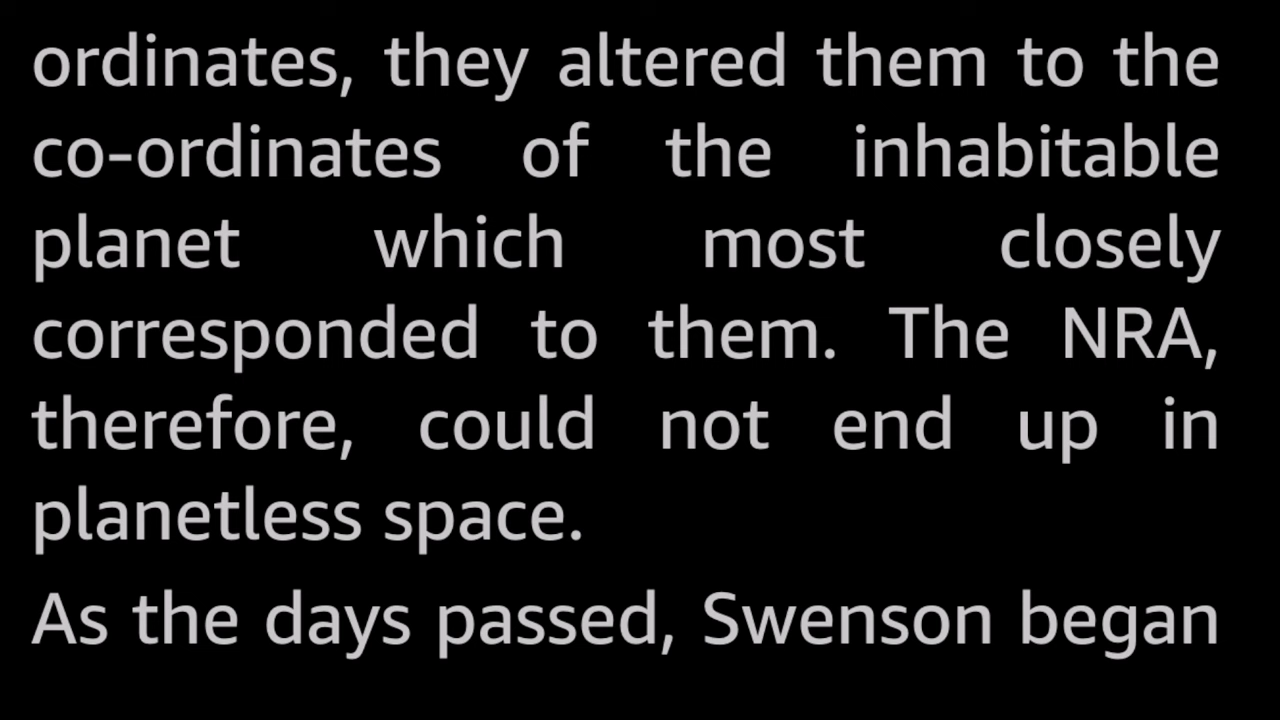 ordinates, they altered them to the
co-ordinates of the inhabitable
planet which most closely
corresponded to them. The NRA,
therefore, could not end up in
planetless space.
As the days passed, Swenson began